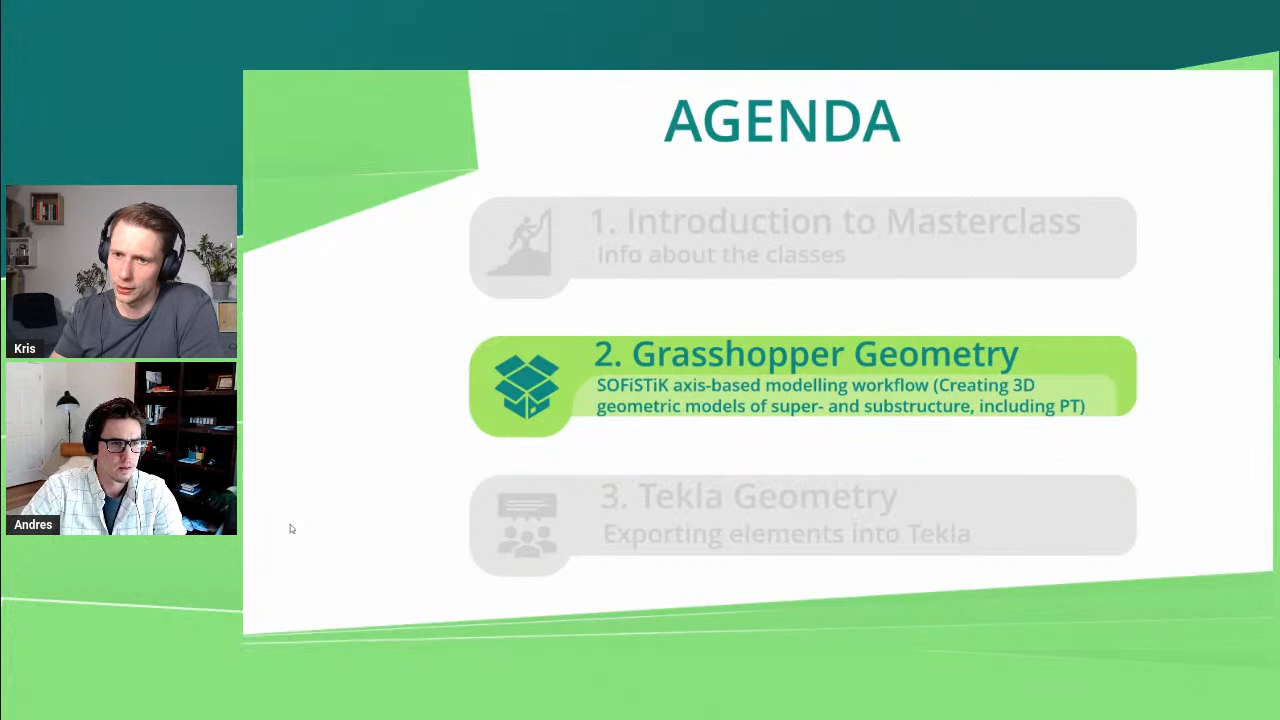 AGENDA
1. Introduction to Masterclass
Info about the classes
2. Grasshopper Geometry
SOFiSTiK axis-based modelling workflow (Creating 3D
geometric models of super- and substructure, including PT)
3. Tekla Geometry
Exporting elements into Tekla
Kris
Andres